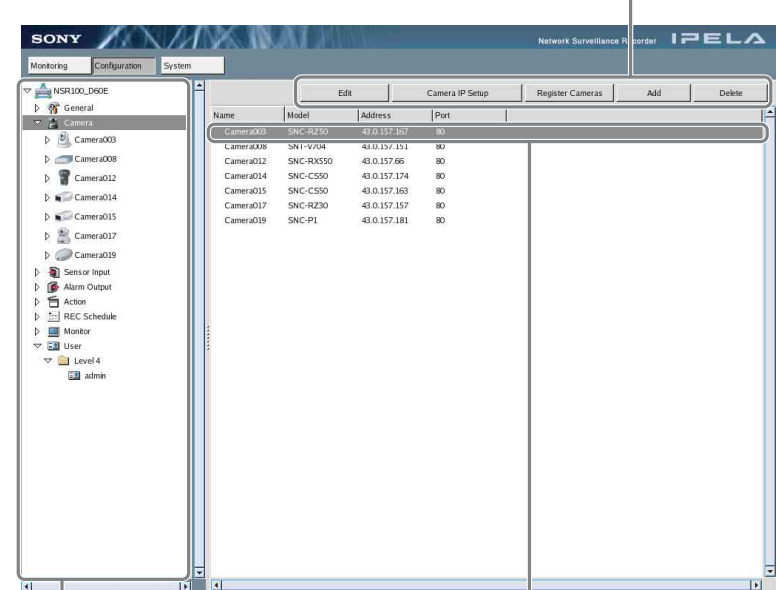 SONY
Network Surveillance Recorder IPELA
Monitoring Configuration System
NSR100_D60E
General
Camera
Camera003
Camera008
Camera012
Camera014
Camera015
Camera017
Camera019
Sensor Input
Alarm Output
Action
REC Schedule
Monitor
User
Level 4
admin
Edit Camera IP Setup Register Cameras Add Delete
Name Model Address Port
Camera003 SNC-RZ50 43.0.157.167 80
Camera008 SNT-V704 43.0.157.151 80
Camera012 SNC-RX550 43.0.157.66 80
Camera014 SNC-CS50 43.0.157.174 80
Camera015 SNC-CS50 43.0.157.163 80
Camera017 SNC-RZ30 43.0.157.157 80
Camera019 SNC-P1 43.0.157.181 80